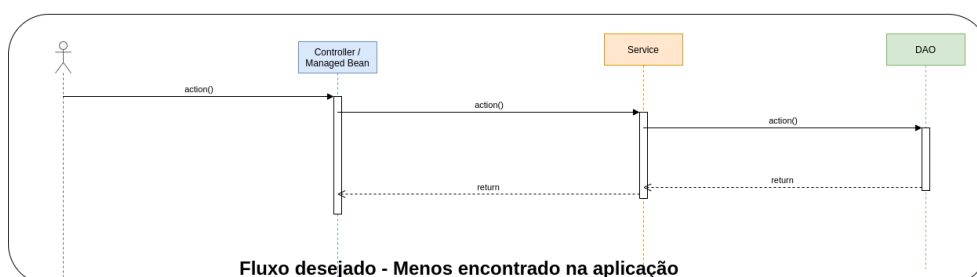 Controller /
Managed Bean
Service
DAO
action()
action()
action()
return
return
Fluxo desejado - Menos encontrado na aplicação